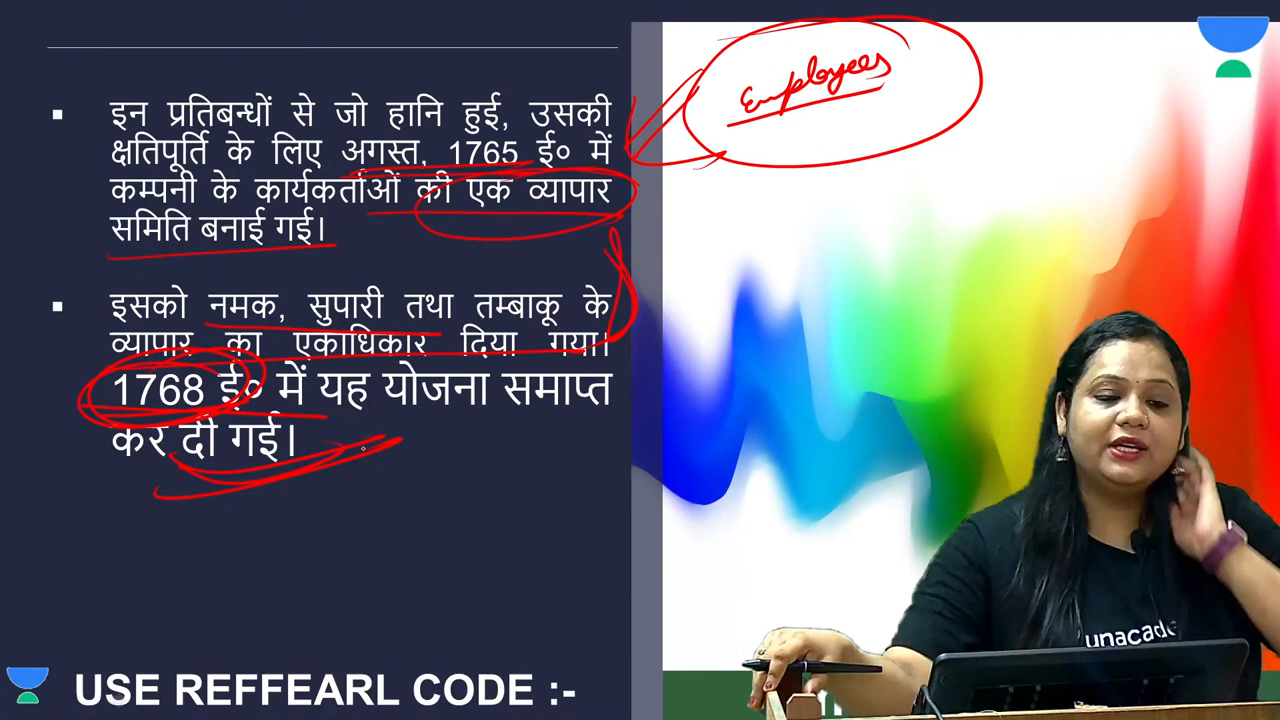 Employees
इन प्रतिबन्धों से जो हानि हुई, उसकी
क्षतिपूर्ति के लिए अगस्त, 1765 ई० में
कम्पनी के कार्यकर्ताओं की एक व्यापार
समिति बनाई गई।
इसको नमक, सुपारी तथा तम्बाकू के
व्यापार का एकाधिकार दिया गया।
1768 ई० में यह योजना समाप्त
कर दी गई।
unacade
USE REFFEARL CODE :-